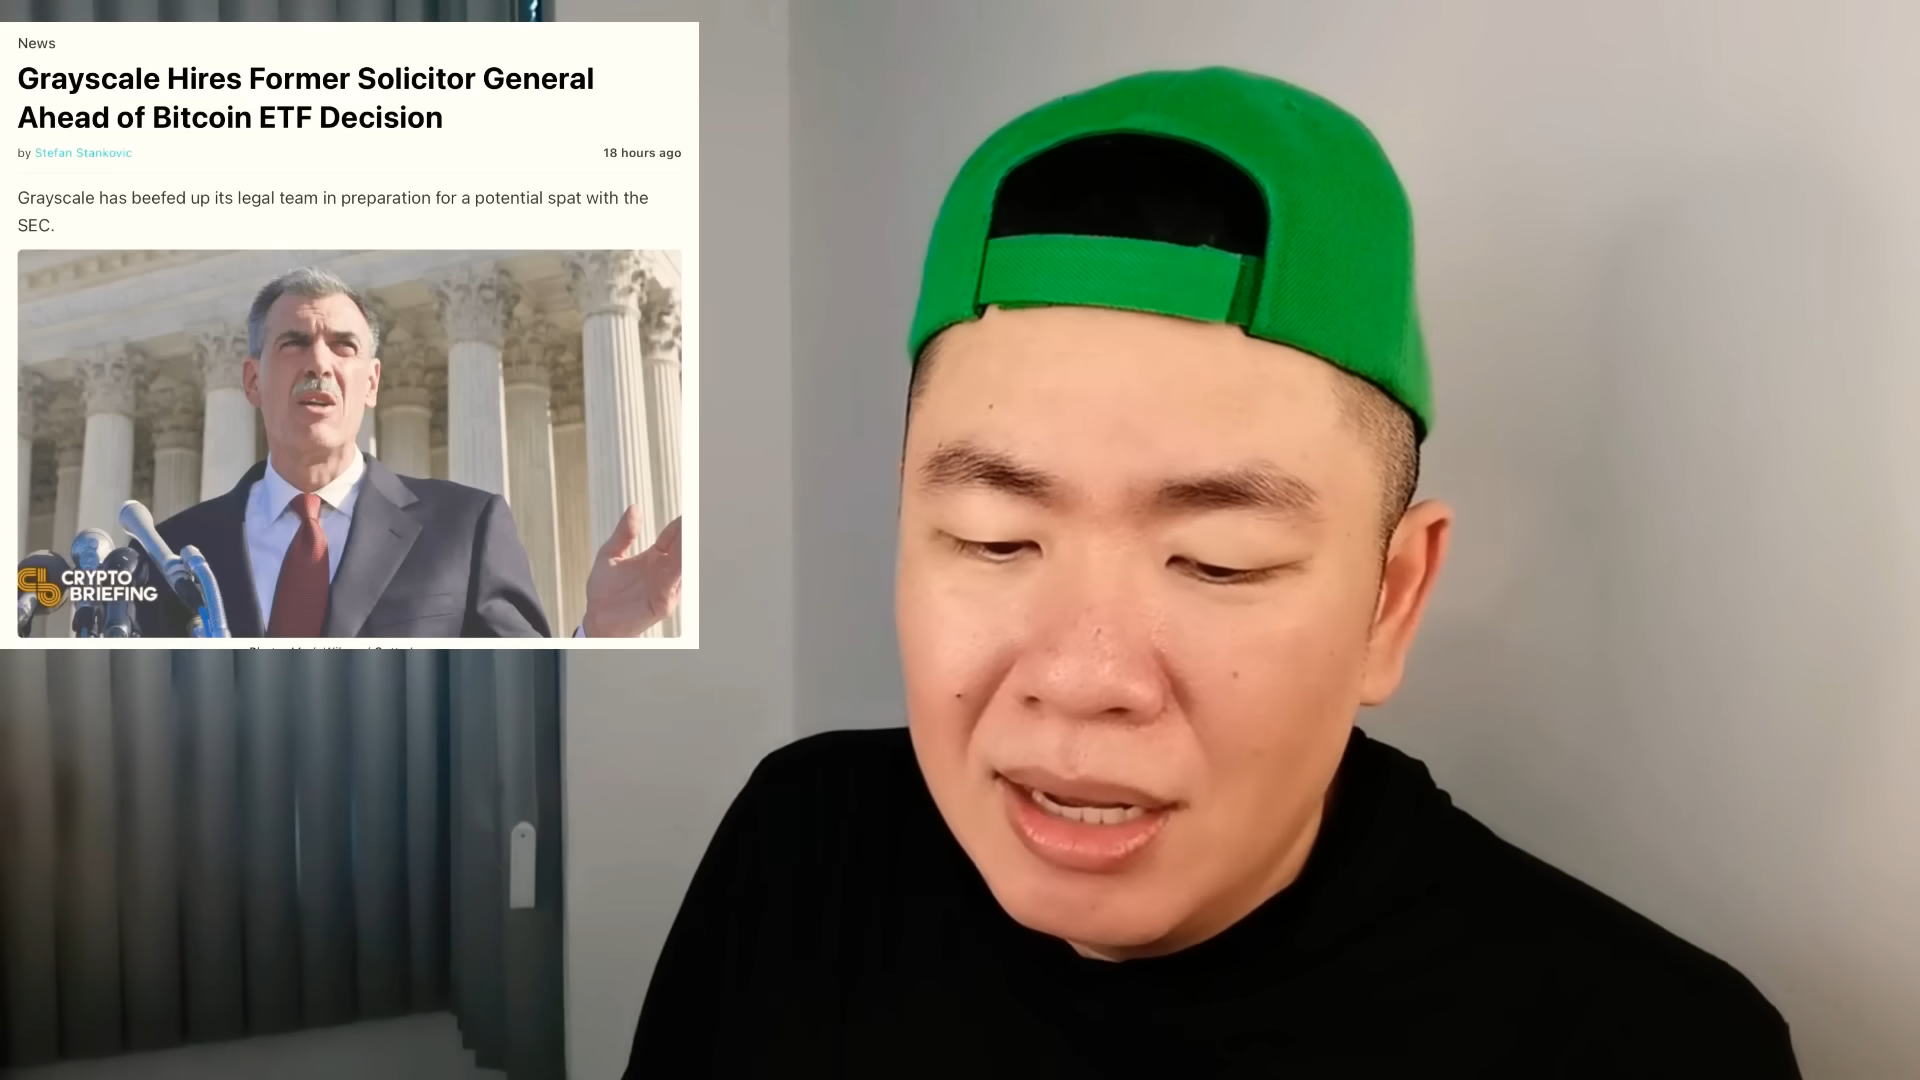 News
Grayscale Hires Former Solicitor General
Ahead of Bitcoin ETF Decision
by Stefan Stankovic
18 hours ago
Grayscale has beefed up its legal team in preparation for a potential spat with the
SEC.
CRYPTO
BRIEFING